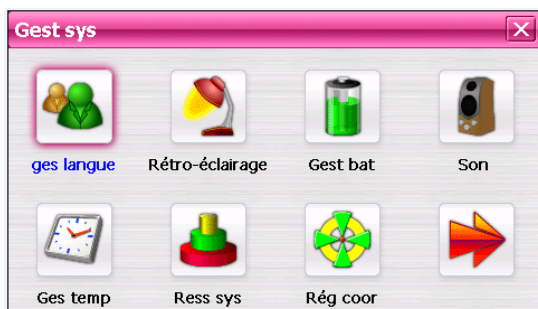 Gest sys
ges langue Rétro-éclairage Gest bat Son
Ges temp Ress sys Rég coor